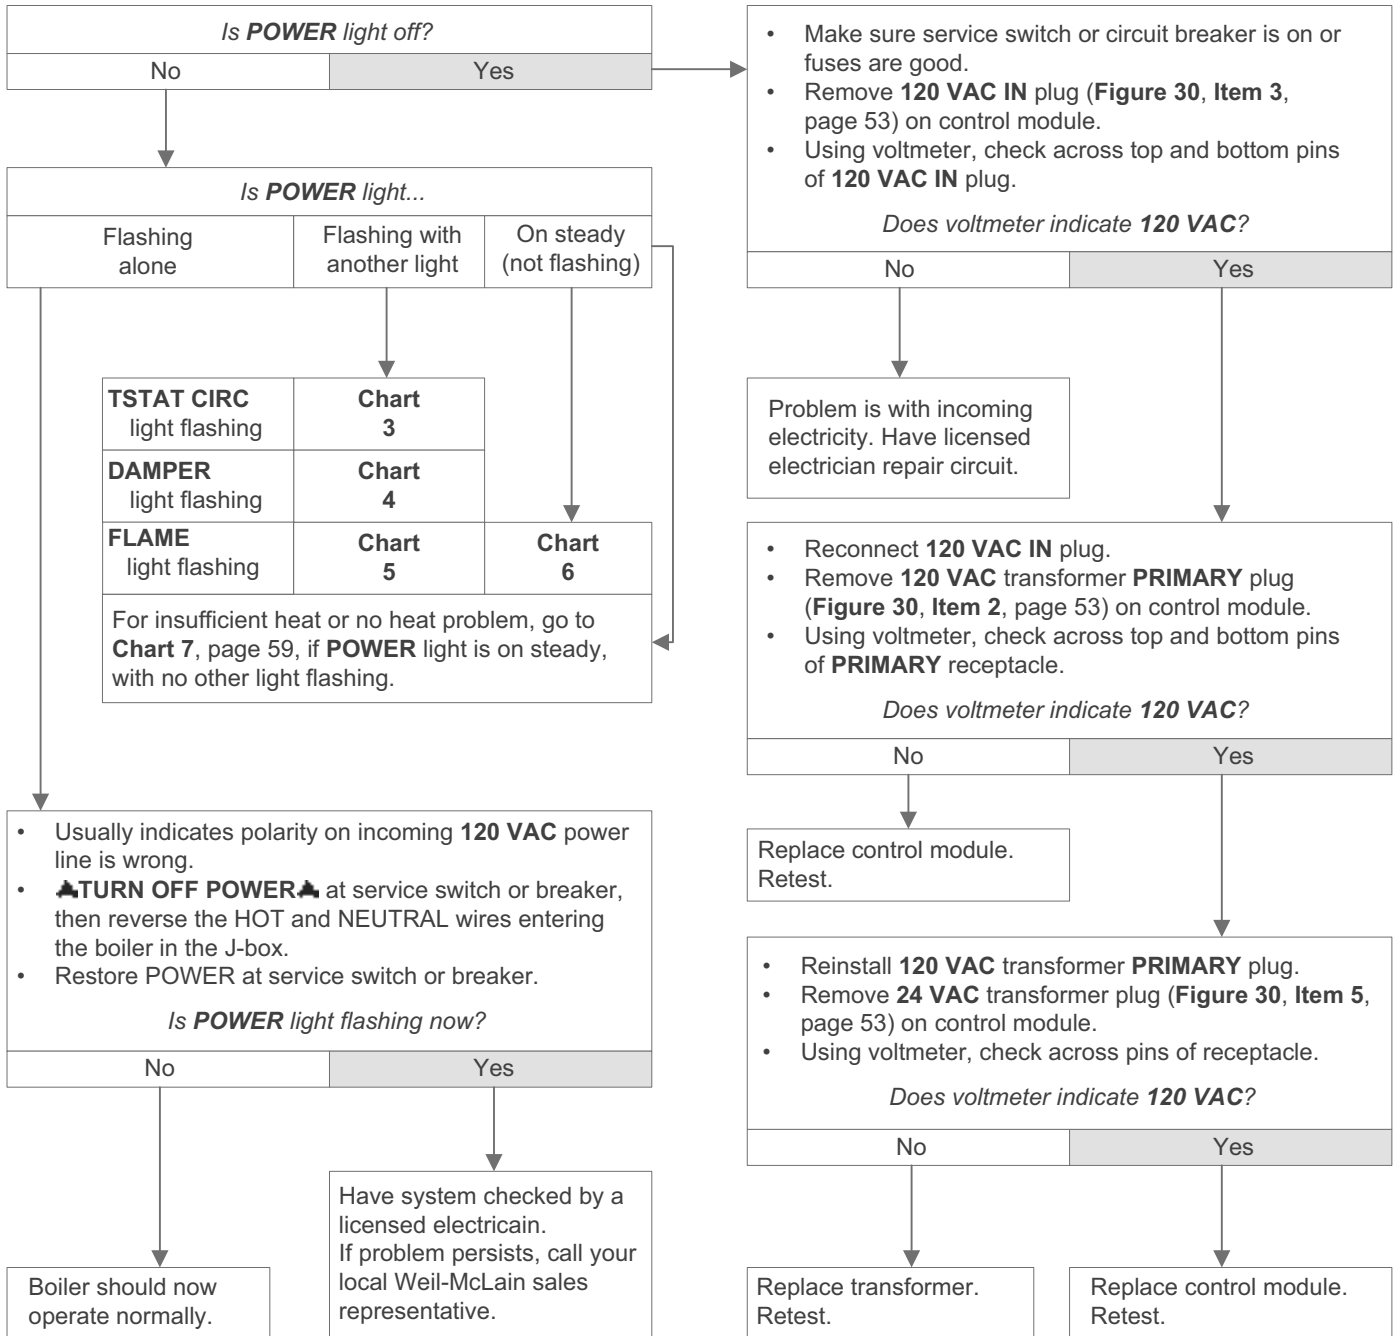 Is POWER light off?
No
Yes
Is POWER light...
Flashing
alone
Flashing with
another light
On steady
(not flashing)
TSTAT CIRC
light flashing
Chart
3
DAMPER
light flashing
Chart
4
FLAME
light flashing
Chart
5
Chart
6
For insufficient heat or no heat problem, go to
Chart 7, page 59, if POWER light is on steady,
with no other light flashing.
• Usually indicates polarity on incoming 120 VAC power
line is wrong.
• TURN OFF POWER at service switch or breaker,
then reverse the HOT and NEUTRAL wires entering
the boiler in the J-box.
• Restore POWER at service switch or breaker.
Is POWER light flashing now?
No
Yes
Boiler should now
operate normally.
Have system checked by a
licensed electricain.
If problem persists, call your
local Weil-McLain sales
representative.
• Make sure service switch or circuit breaker is on or
fuses are good.
• Remove 120 VAC IN plug (Figure 30, Item 3,
page 53) on control module.
• Using voltmeter, check across top and bottom pins
of 120 VAC IN plug.
Does voltmeter indicate 120 VAC?
No
Yes
Problem is with incoming
electricity. Have licensed
electrician repair circuit.
• Reconnect 120 VAC IN plug.
• Remove 120 VAC transformer PRIMARY plug
(Figure 30, Item 2, page 53) on control module.
• Using voltmeter, check across top and bottom pins
of PRIMARY receptacle.
Does voltmeter indicate 120 VAC?
No
Yes
Replace control module.
Retest.
• Reinstall 120 VAC transformer PRIMARY plug.
• Remove 24 VAC transformer plug (Figure 30, Item 5,
page 53) on control module.
• Using voltmeter, check across pins of receptacle.
Does voltmeter indicate 120 VAC?
No
Yes
Replace transformer.
Retest.
Replace control module.
Retest.